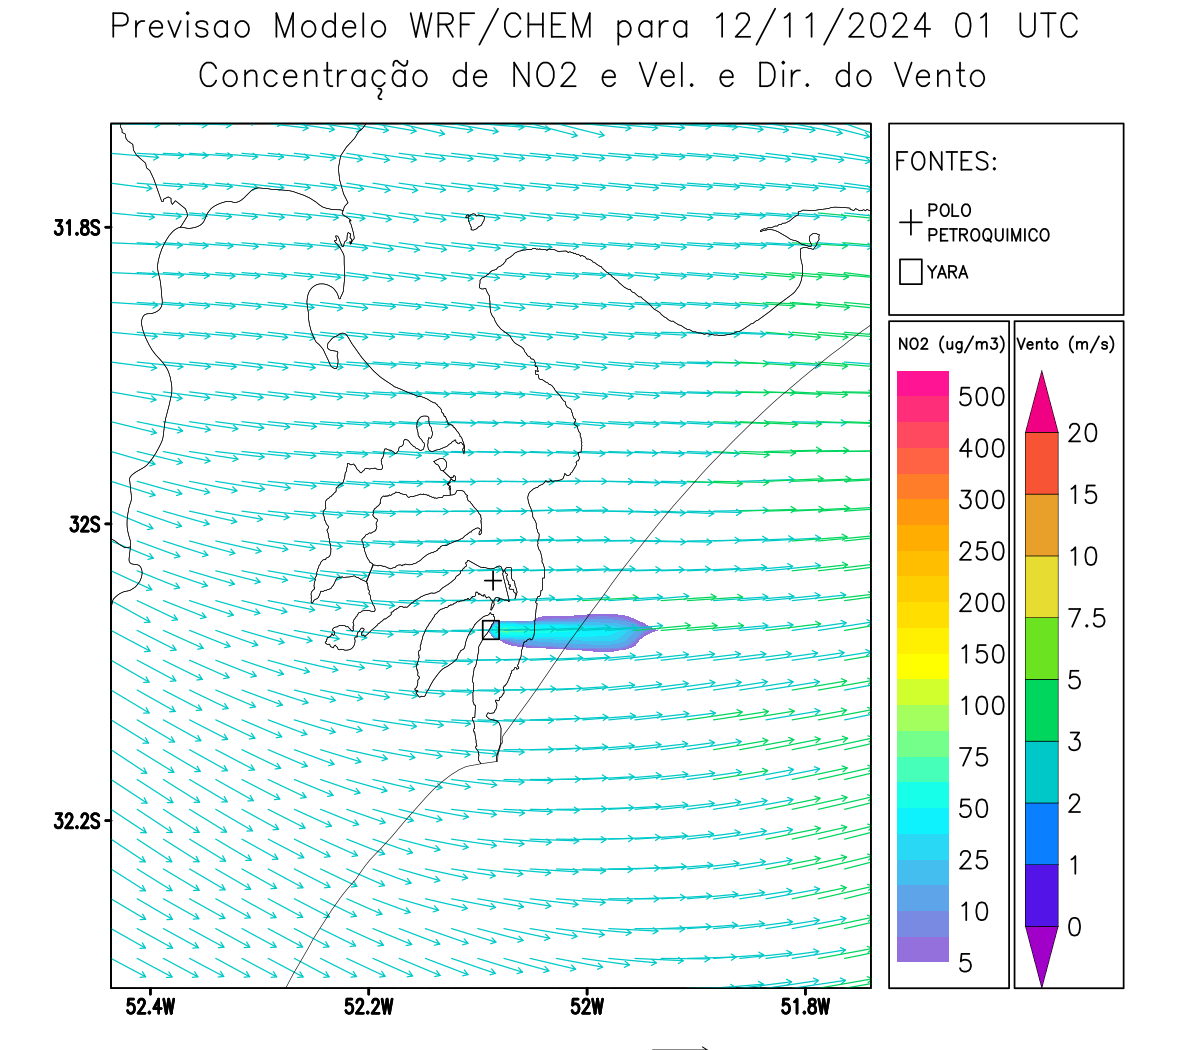 Previsao Modelo WRF/CHEM para 12/11/2024 01 UTC
Concentração de NO2 e Vel. e Dir. do Vento
FONTES:
POLO
PETROQUIMICO
YARA
31.8S
32S
32.2S
52.4W
52.2W
52W
51.8W
NO2 (ug/m3)
500
400
300
250
200
150
100
75
50
25
10
5
Vento (m/s)
20
15
10
7.5
5
3
2
1
0